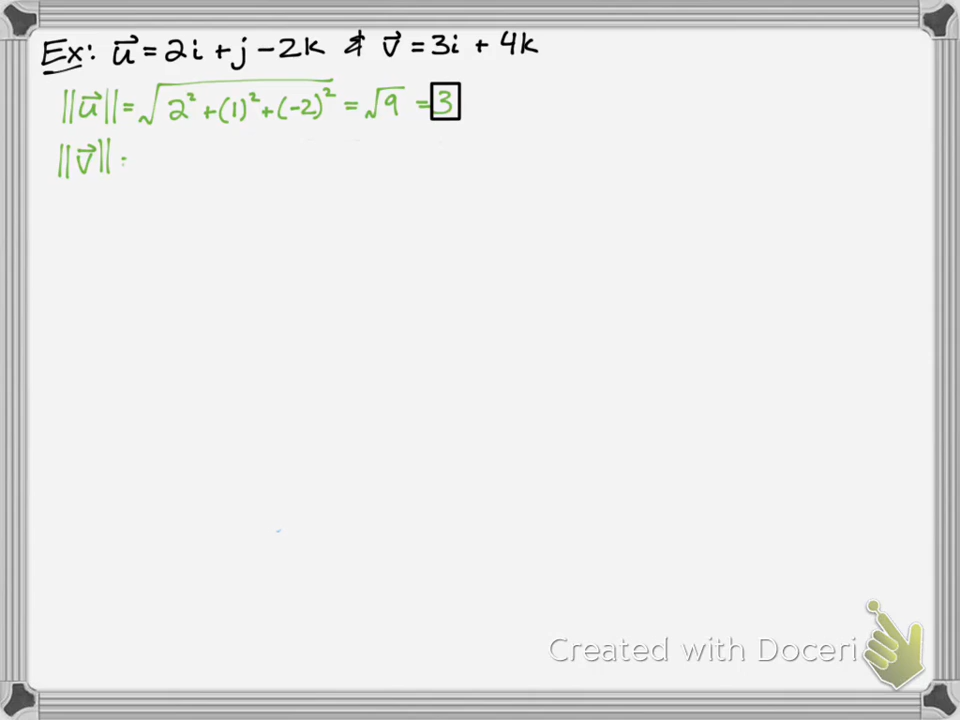 Ex: u⃗ = 2i + j - 2k & v⃗ = 3i + 4k
||u⃗|| = √(2² + (1)² + (-2)²) = √9 = 3
||v⃗|| =
Created with Doceri